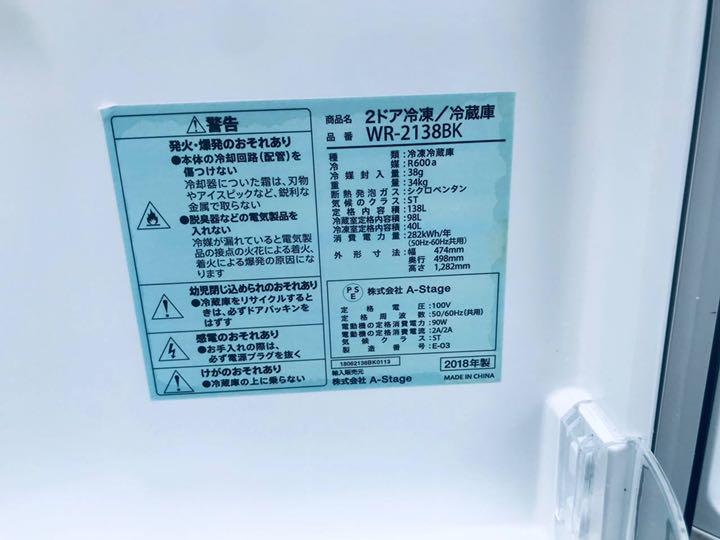 警告
発火・爆発のおそれあり
●本体の冷却回路(配管)を
傷つけない
冷却器についた霜は、刃物
やアイスピックなど、鋭利な
金属で取らない
●脱臭器などの電気製品を
入れない
冷媒が漏れていると電気製
品の接点の火花による発火、
着火による爆発の原因にな
ります
幼児閉じ込められのおそれあり
●冷蔵庫をリサイクルすると
きは、必ずドアパッキンを
はずす
感電のおそれあり
●お手入れの際は、
必ず電源プラグを抜く
けがのおそれあり
●冷蔵庫の上に乗らない
商品名 2ドア冷凍/冷蔵庫
品番 WR-2138BK
種類:冷凍冷蔵庫
冷媒:R600a
冷媒封入量:38g
重量:34kg
断熱発泡ガス:シクロペンタン
気候のクラス:ST
定格内容積:138L
冷蔵室定格内容積:98L
冷凍室定格内容積:40L
消費電力量:282kWh/年
(50Hz-60Hz共用)
外形寸法:幅 474mm
奥行 498mm
高さ 1,282mm
PSE 株式会社 A-Stage
定格電圧:100V
定格周波数:50/60Hz(共用)
電動機の定格消費電力:90W
電動機の定格消費電流:2A/2A
気候クラス:ST
製造番号:E-03
18062138BK0113
2018年製
輸入販売元
株式会社 A-Stage
MADE IN CHINA